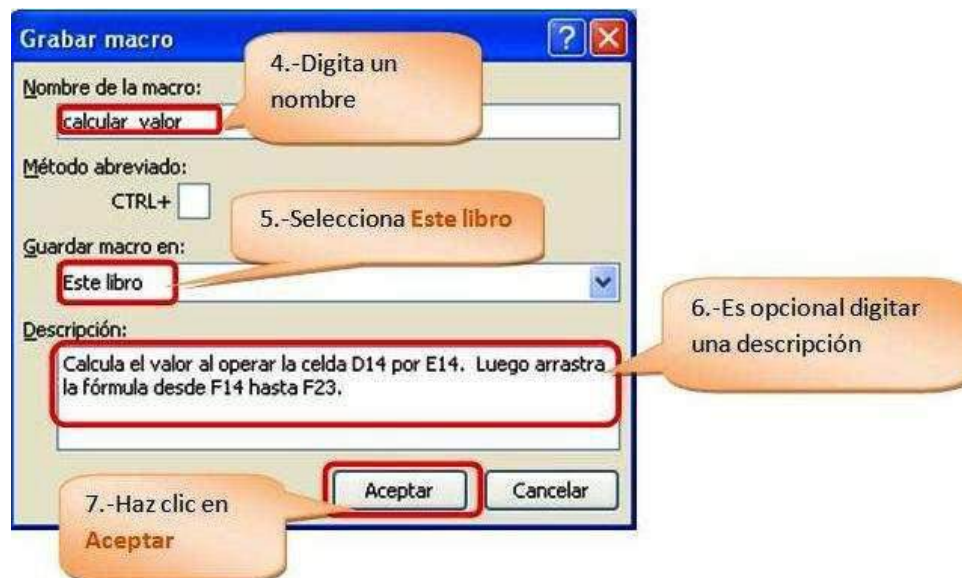 Grabar macro
4.-Digita un
nombre
Nombre de la macro:
calcular_valor
Método abreviado:
CTRL+
5.-Selecciona Este libro
Guardar macro en:
Este libro
6.-Es opcional digitar
una descripción
Descripción:
Calcula el valor al operar la celda D14 por E14. Luego arrastra
la fórmula desde F14 hasta F23.
Aceptar
Cancelar
7.-Haz clic en
Aceptar